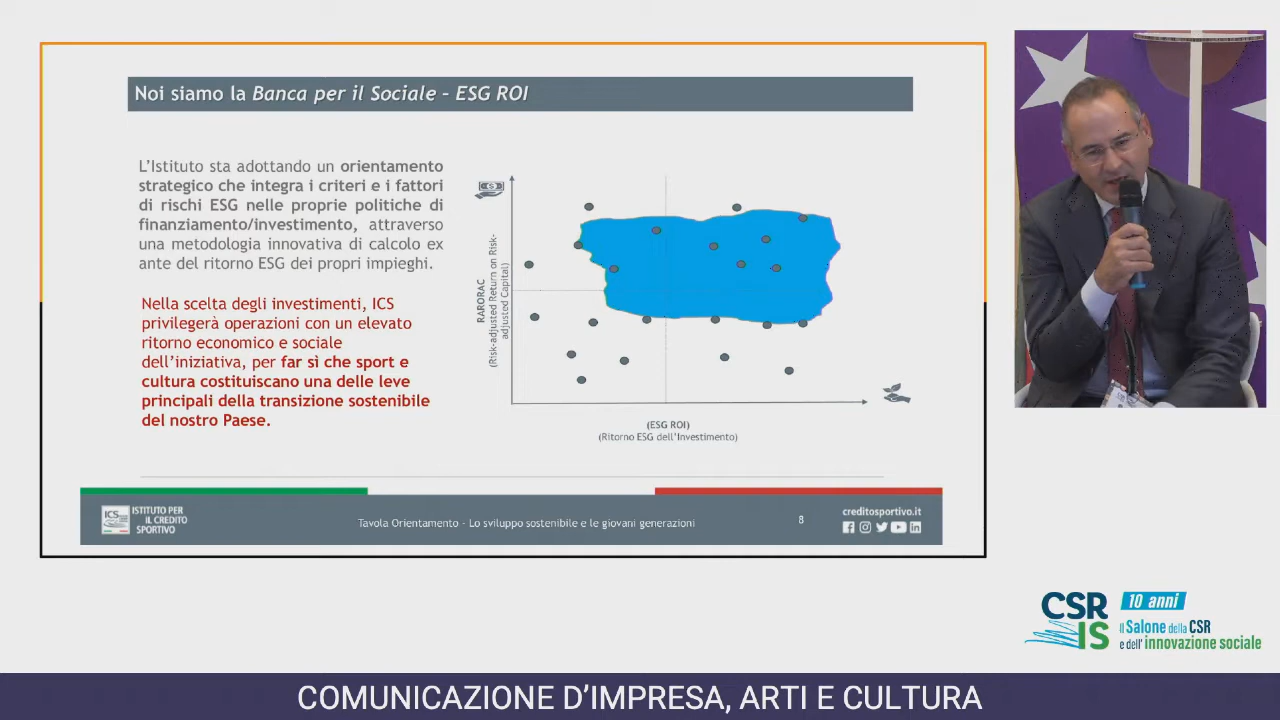 Noi siamo la Banca per il Sociale – ESG ROI
L'Istituto sta adottando un orientamento
strategico che integra i criteri e i fattori
di rischi ESG nelle proprie politiche di
finanziamento/investimento, attraverso
una metodologia innovativa di calcolo ex
ante del ritorno ESG dei propri impieghi.
Nella scelta degli investimenti, ICS
privilegerà operazioni con un elevato
ritorno economico e sociale
dell'iniziativa, per far sì che sport e
cultura costituiscano una delle leve
principali della transizione sostenibile
del nostro Paese.
RARORAC
(Risk-adjusted Return on Risk-
adjusted Capital)
(ESG ROI)
(Ritorno ESG dell'Investimento)
ICS
ISTITUTO PER
IL CREDITO
SPORTIVO
Tavola Orientamento - Lo sviluppo sostenibile e le giovani generazioni
8
creditosportivo.it
CSR
IS
10 anni
il Salone della CSR
e dell'innovazione sociale
COMUNICAZIONE D'IMPRESA, ARTI E CULTURA